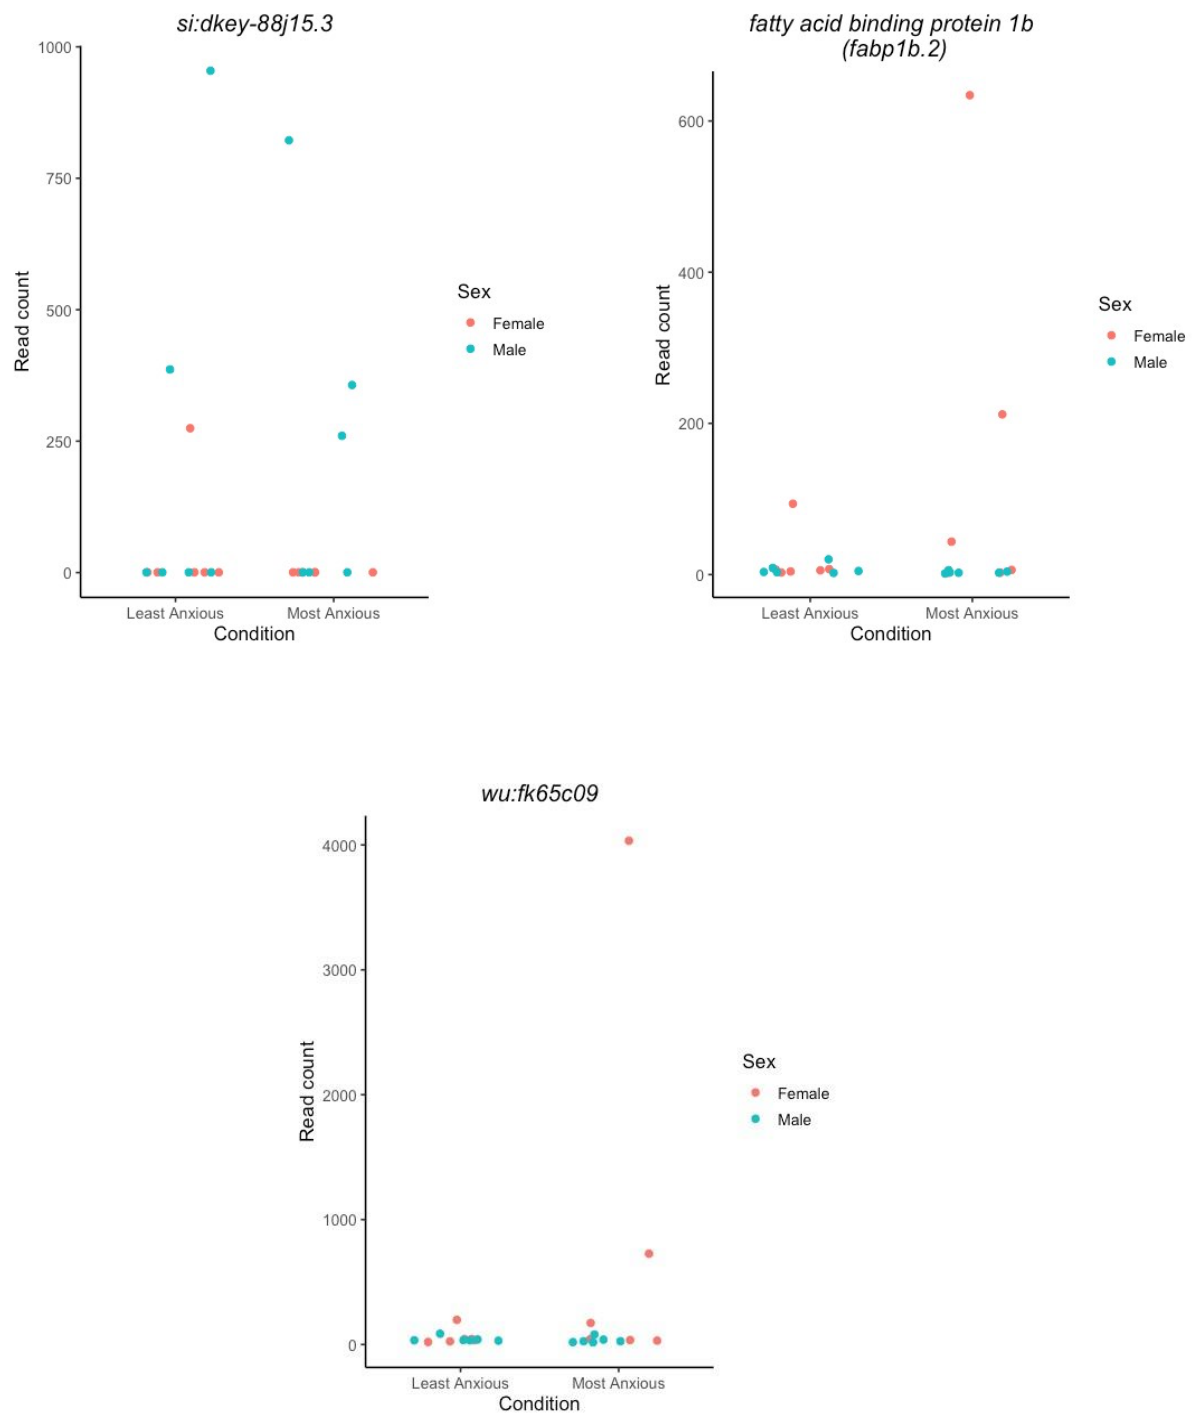 si:dkey-88j15.3
1000
750
500
250
0
Read count
Least Anxious
Most Anxious
Condition
Sex
Female
Male
fatty acid binding protein 1b
(fabp1b.2)
600
400
200
0
Read count
Least Anxious
Most Anxious
Condition
Sex
Female
Male
wu:fk65c09
4000
3000
2000
1000
0
Read count
Least Anxious
Most Anxious
Condition
Sex
Female
Male